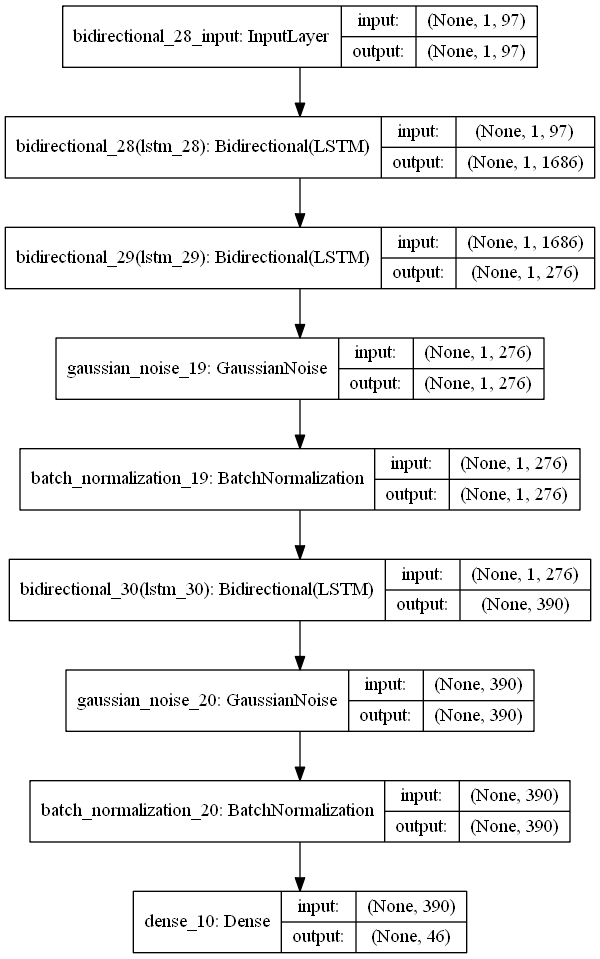 bidirectional_28_input: InputLayer
input: (None, 1, 97)
output: (None, 1, 97)
bidirectional_28(lstm_28): Bidirectional(LSTM)
input: (None, 1, 97)
output: (None, 1, 1686)
bidirectional_29(lstm_29): Bidirectional(LSTM)
input: (None, 1, 1686)
output: (None, 1, 276)
gaussian_noise_19: GaussianNoise
input: (None, 1, 276)
output: (None, 1, 276)
batch_normalization_19: BatchNormalization
input: (None, 1, 276)
output: (None, 1, 276)
bidirectional_30(lstm_30): Bidirectional(LSTM)
input: (None, 1, 276)
output: (None, 390)
gaussian_noise_20: GaussianNoise
input: (None, 390)
output: (None, 390)
batch_normalization_20: BatchNormalization
input: (None, 390)
output: (None, 390)
dense_10: Dense
input: (None, 390)
output: (None, 46)